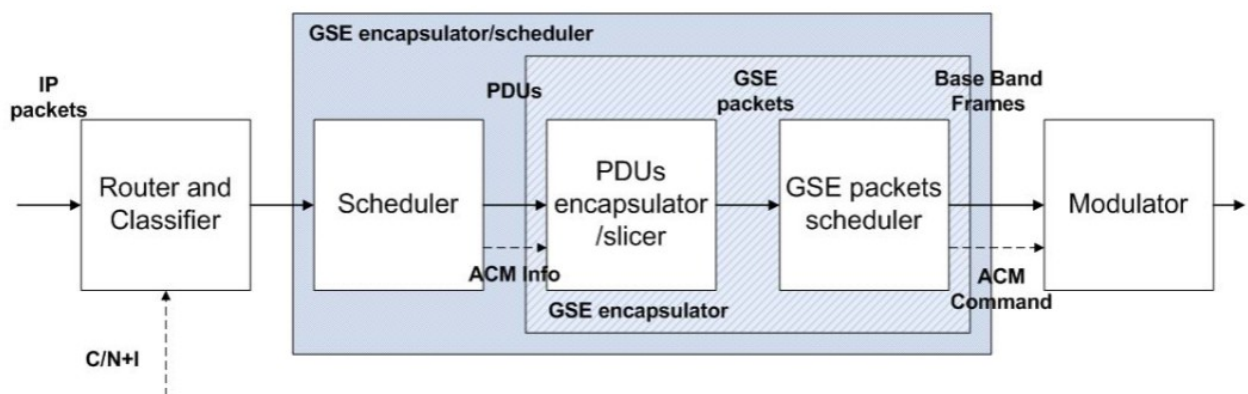 GSE encapsulator/scheduler
IP
packets
PDUs
GSE
packets
Base Band
Frames
Router and
Classifier
Scheduler
PDUs
encapsulator
/slicer
GSE packets
scheduler
Modulator
ACM Info
ACM
Command
GSE encapsulator
C/N+I